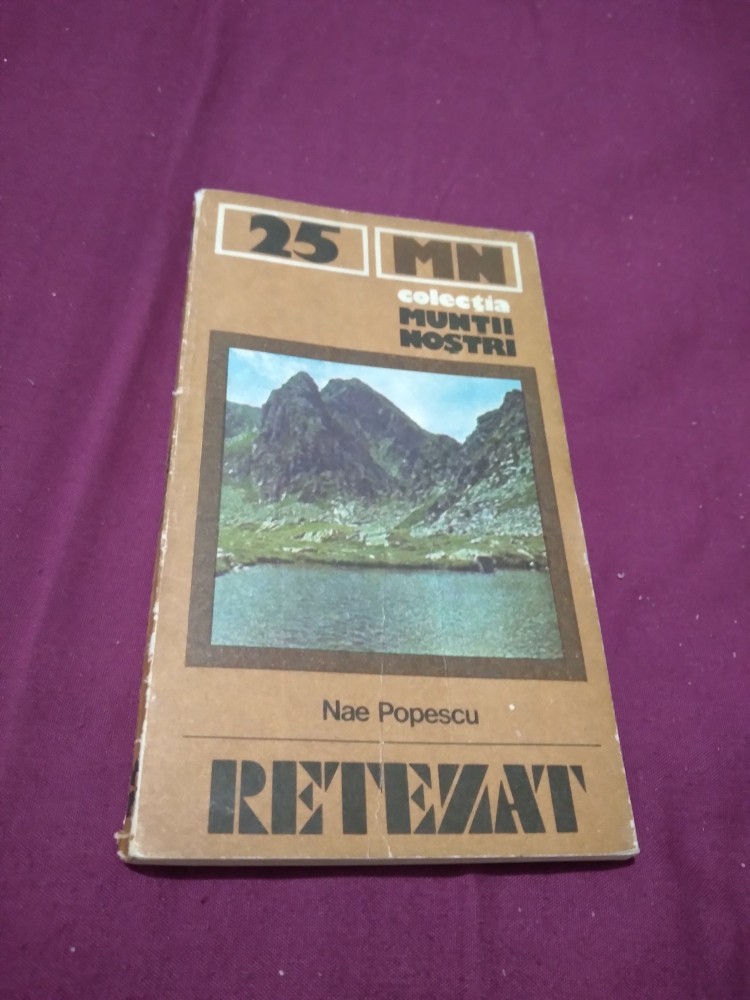 25 MN
colecția
MUNȚII
NOȘTRI
Nae Popescu
RETEZAT